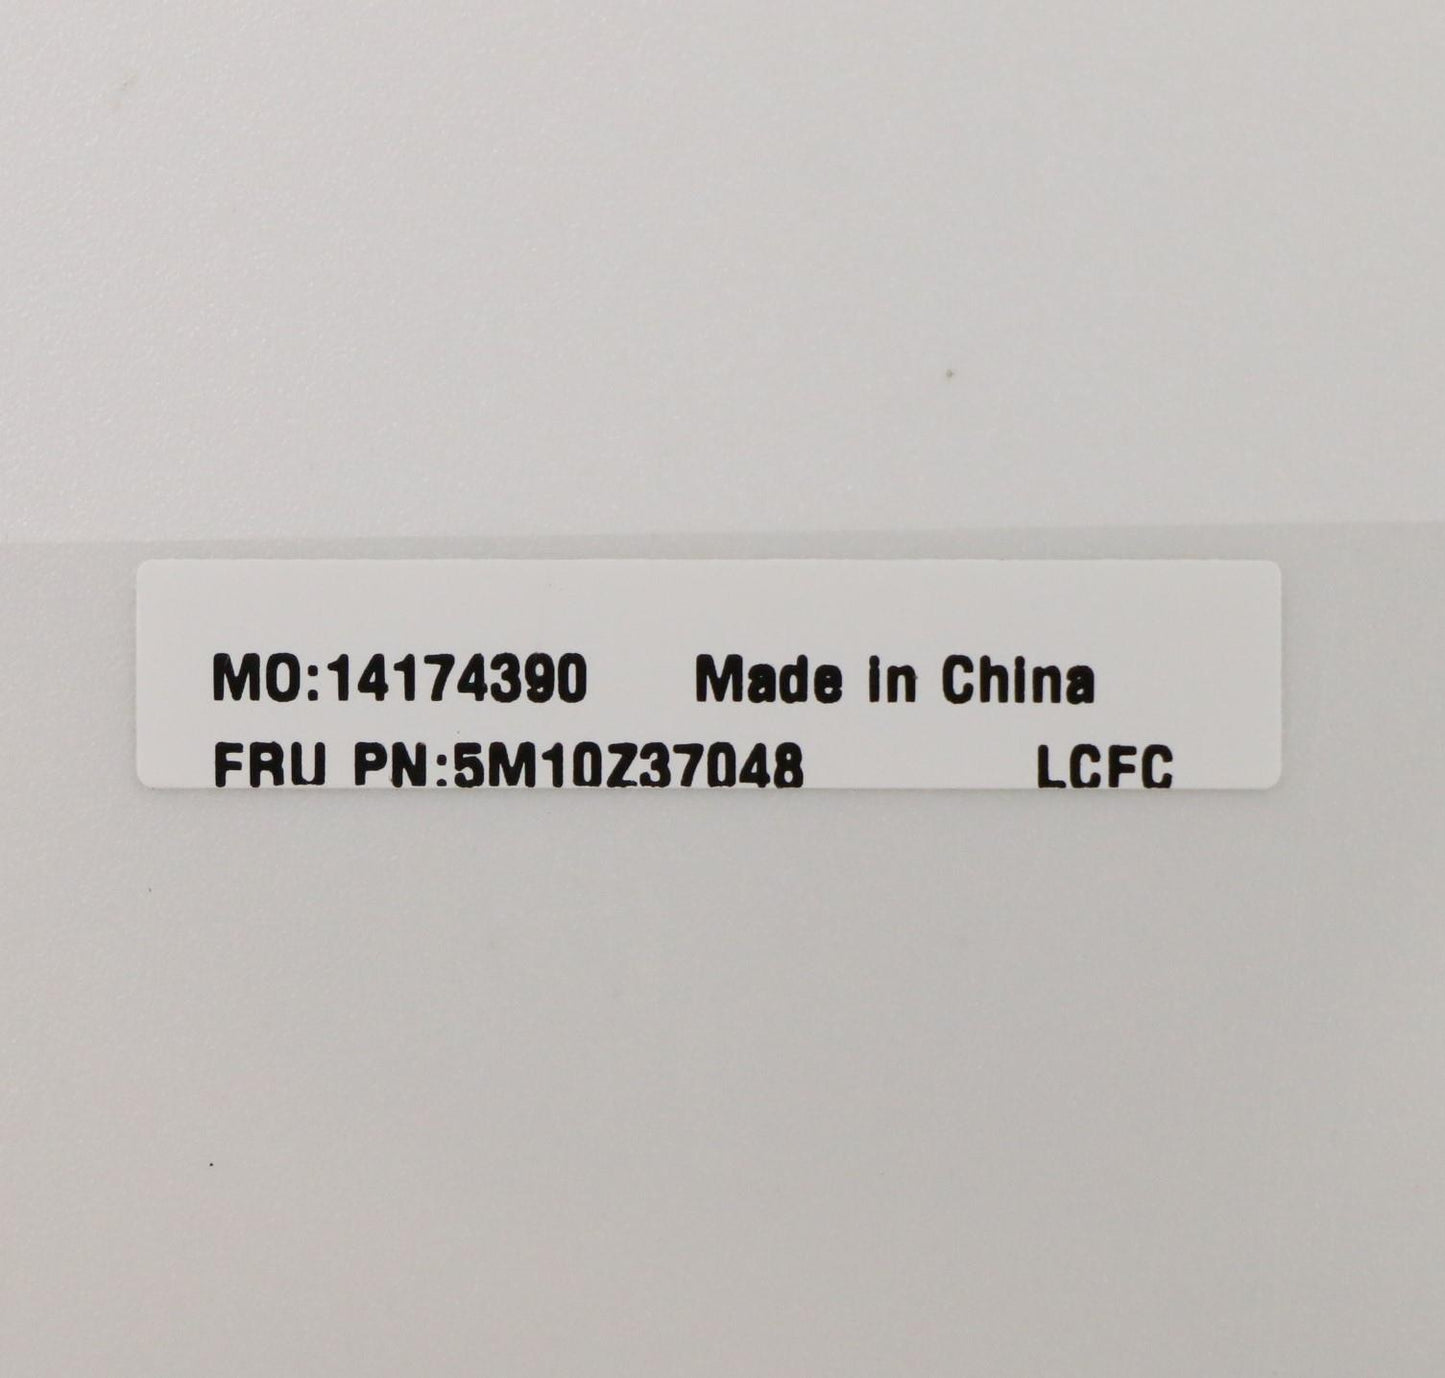 MO:14174390 Made in China
FRU PN:5M10Z37048 LCFC